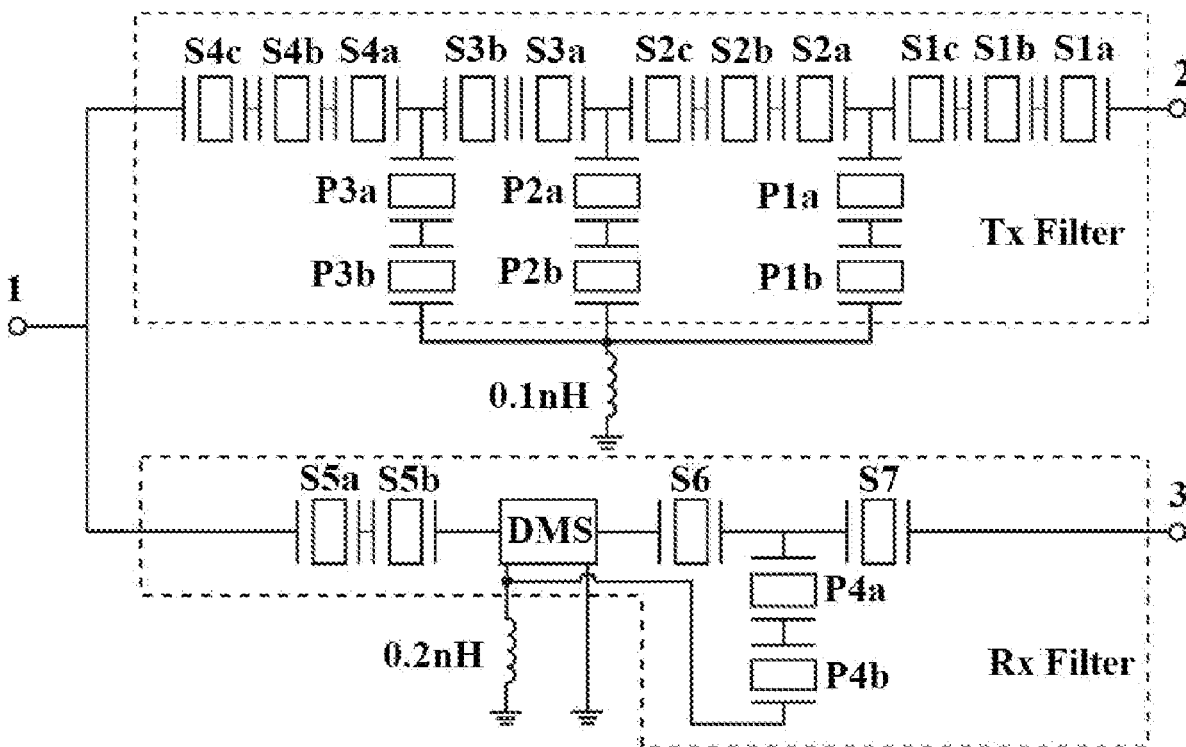 S4c S4b S4a S3b S3a S2c S2b S2a S1c S1b S1a
2
P3a P2a P1a
Tx Filter
P3b P2b P1b
1
0.1nH
S5a S5b S6 S7
3
DMS
P4a
0.2nH
P4b
Rx Filter